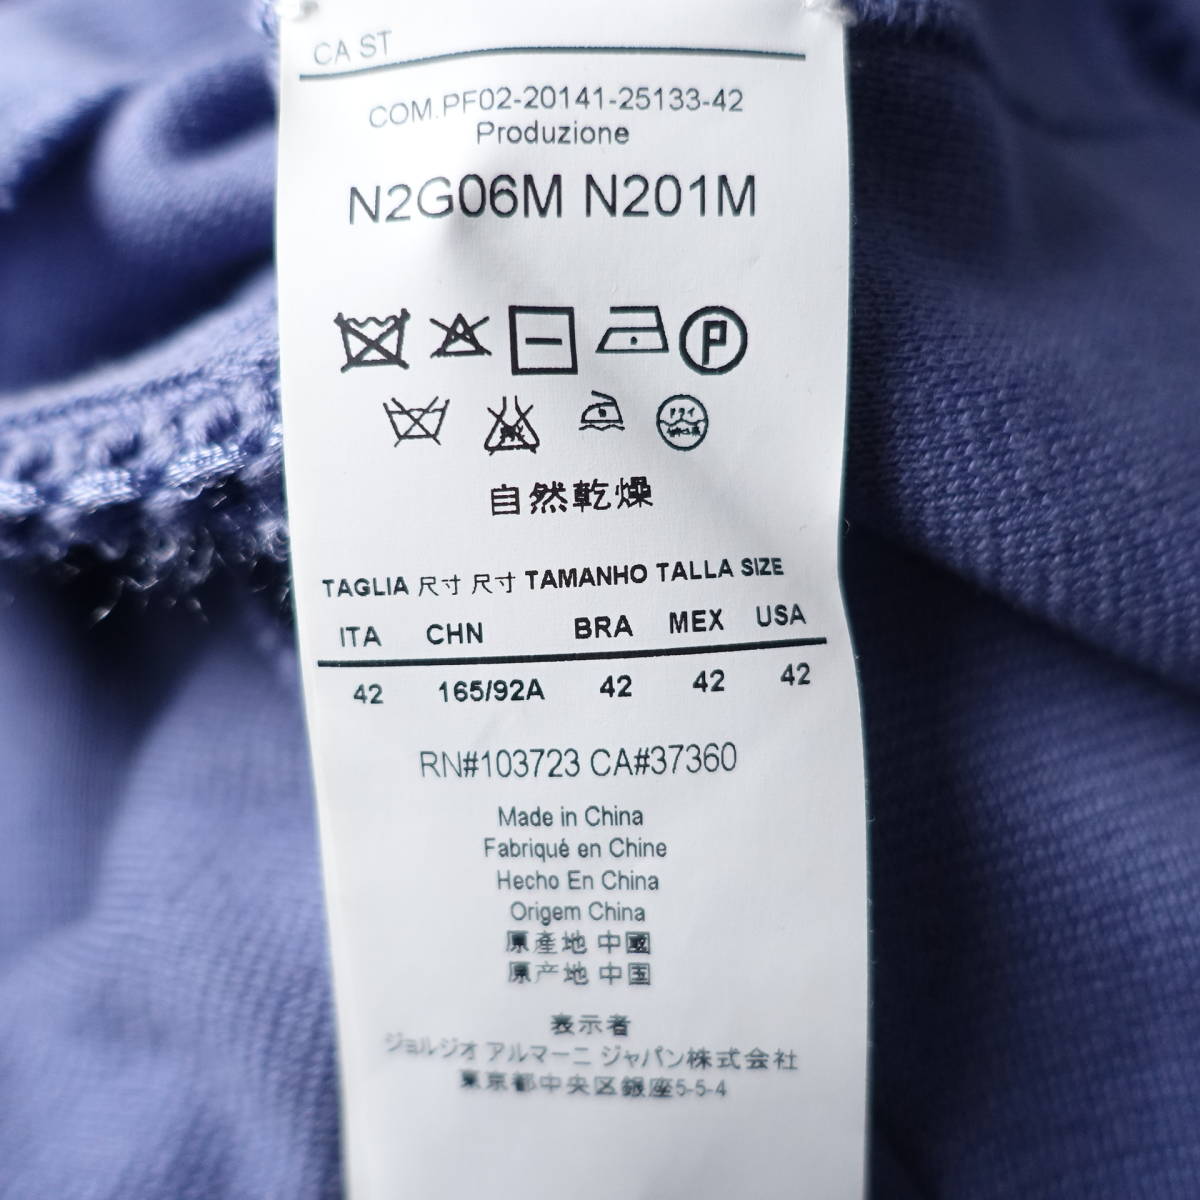 CA ST
COM.PF02-20141-25133-42
Produzione
N2G06M N201M
P
ドライ
自然乾燥
TAGLIA 尺寸 尺寸 TAMANHO TALLA SIZE
ITA CHN BRA MEX USA
42 165/92A 42 42 42
RN#103723 CA#37360
Made in China
Fabriqué en Chine
Hecho En China
Origem China
原產地 中國
原产地 中国
表示者
ジョルジオ アルマーニ ジャパン株式会社
東京都中央区銀座5-5-4